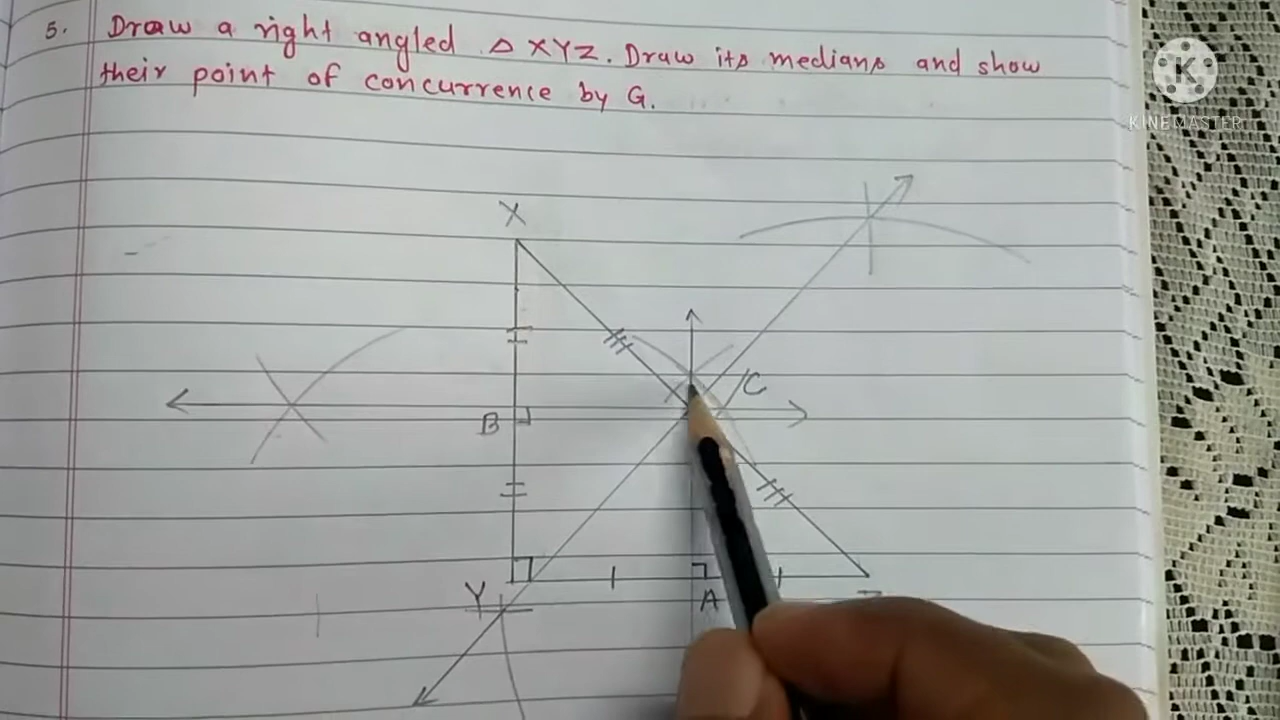 5. Draw a right angled △ XYZ. Draw its medians and show
their point of concurrence by G.
K
KINEMASTER
X
C
B
Y
A